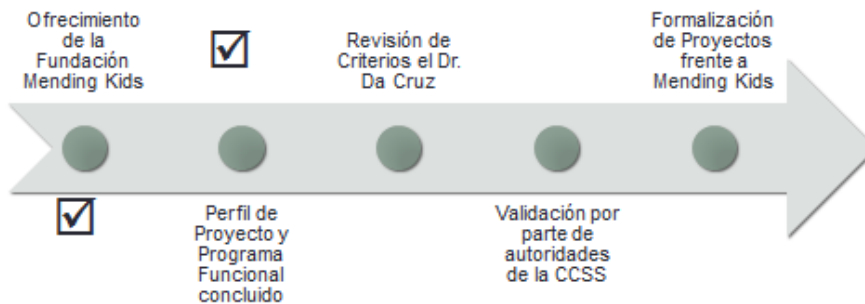 Ofrecimiento
de la
Fundación
Mending Kids
Perfil de
Proyecto y
Programa
Funcional
concluido
Revisión de
Criterios el Dr.
Da Cruz
Validación por
parte de
autoridades
de la CCSS
Formalización
de Proyectos
frente a
Mending Kids